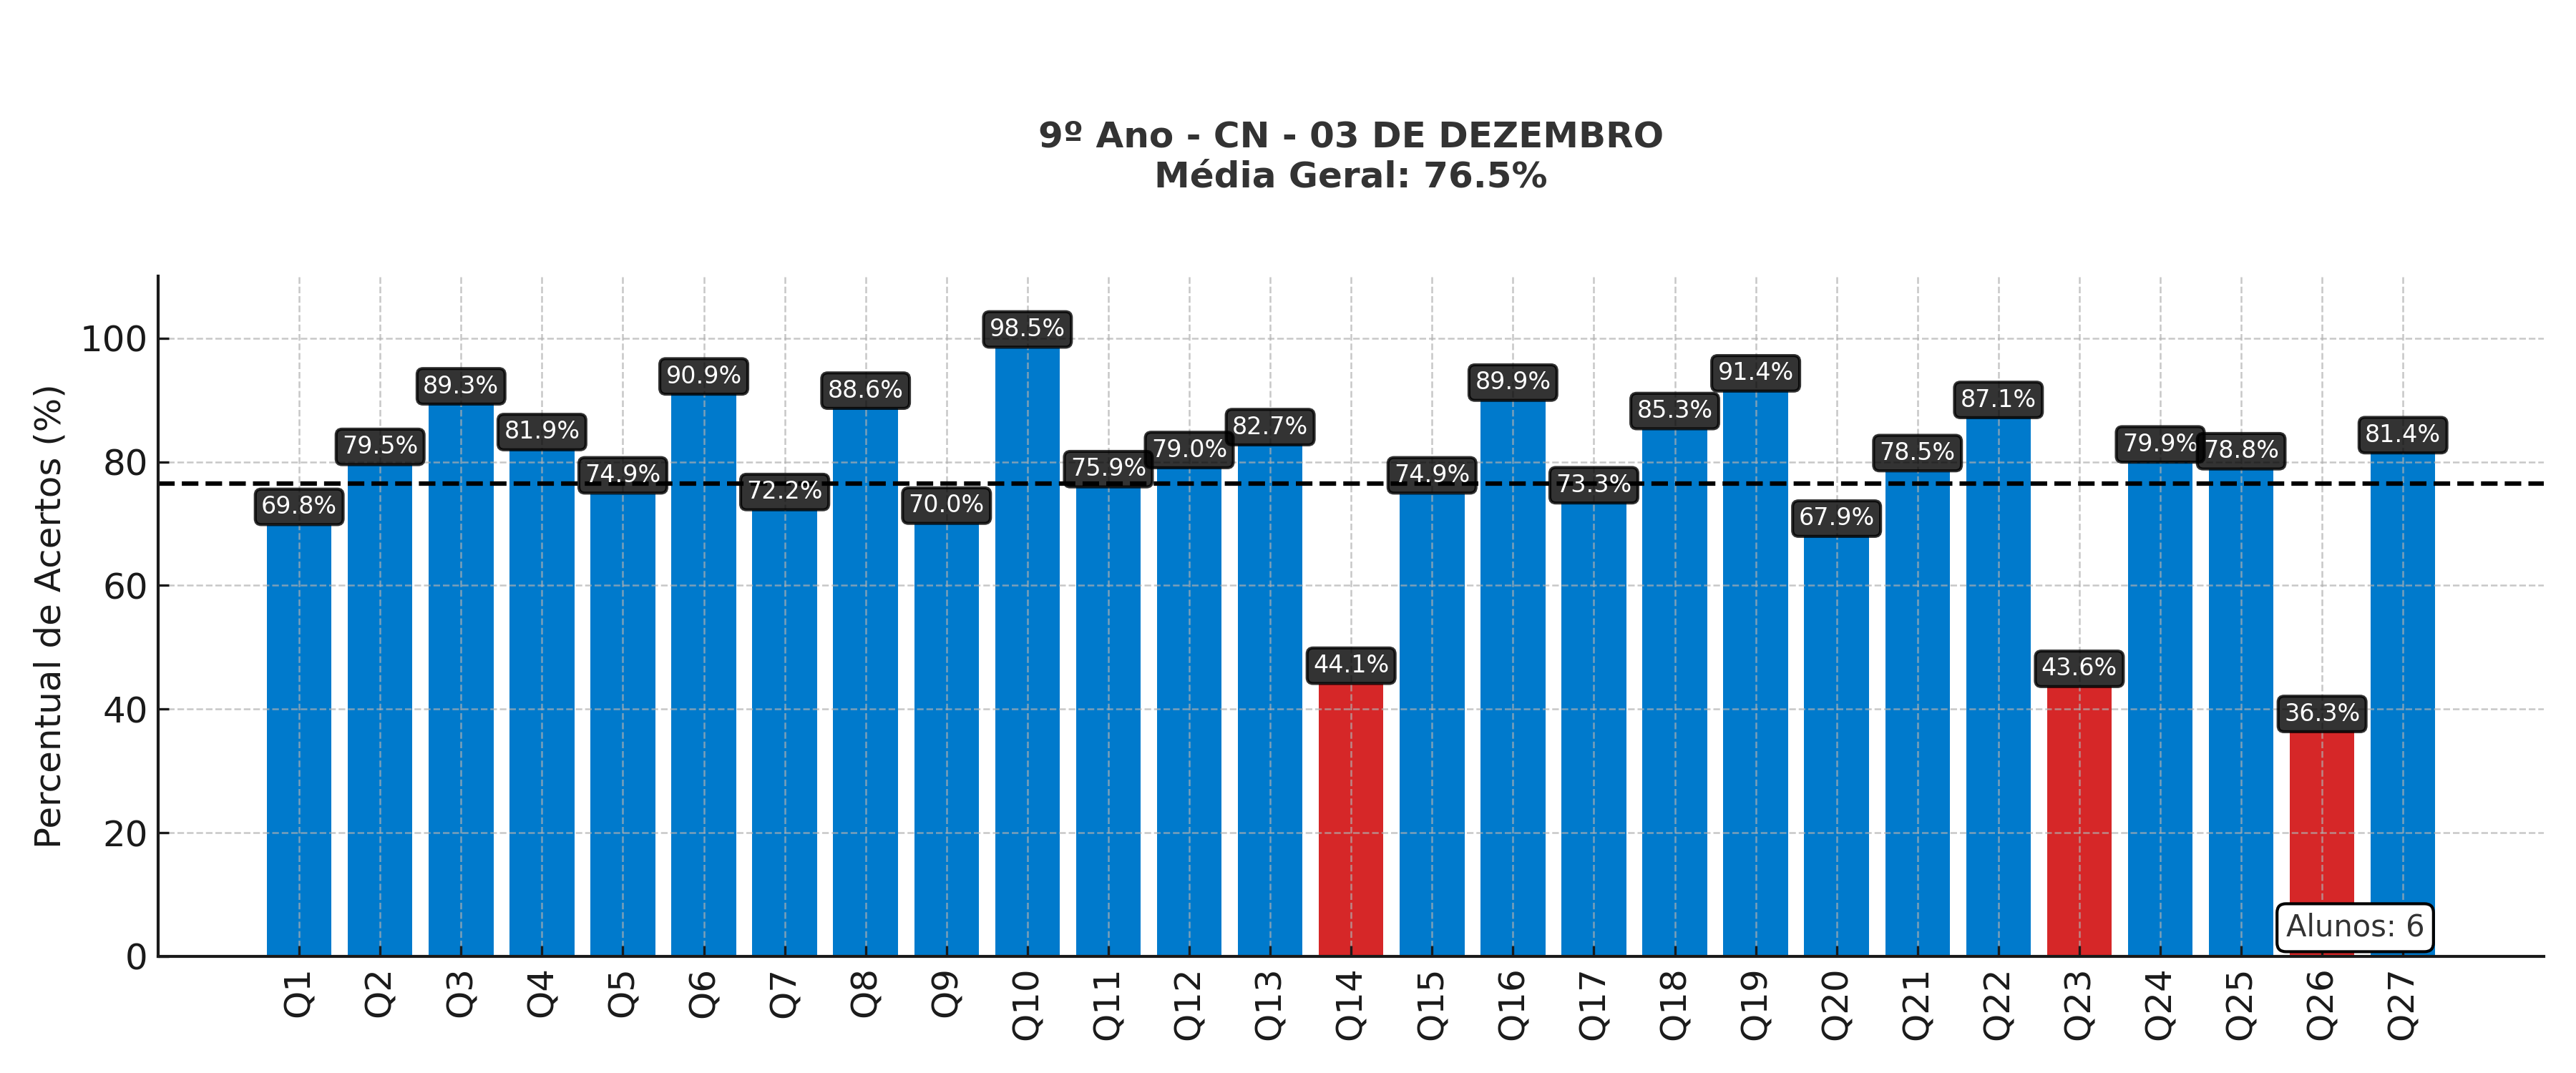 9º Ano - CN - 03 DE DEZEMBRO
Média Geral: 76.5%
Percentual de Acertos (%)
100
80
60
40
20
0
69.8%
79.5%
89.3%
81.9%
74.9%
90.9%
72.2%
88.6%
70.0%
98.5%
75.9%
79.0%
82.7%
44.1%
74.9%
89.9%
73.3%
85.3%
91.4%
67.9%
78.5%
87.1%
43.6%
79.9%
78.8%
36.3%
81.4%
Alunos: 6
Q1
Q2
Q3
Q4
Q5
Q6
Q7
Q8
Q9
Q10
Q11
Q12
Q13
Q14
Q15
Q16
Q17
Q18
Q19
Q20
Q21
Q22
Q23
Q24
Q25
Q26
Q27